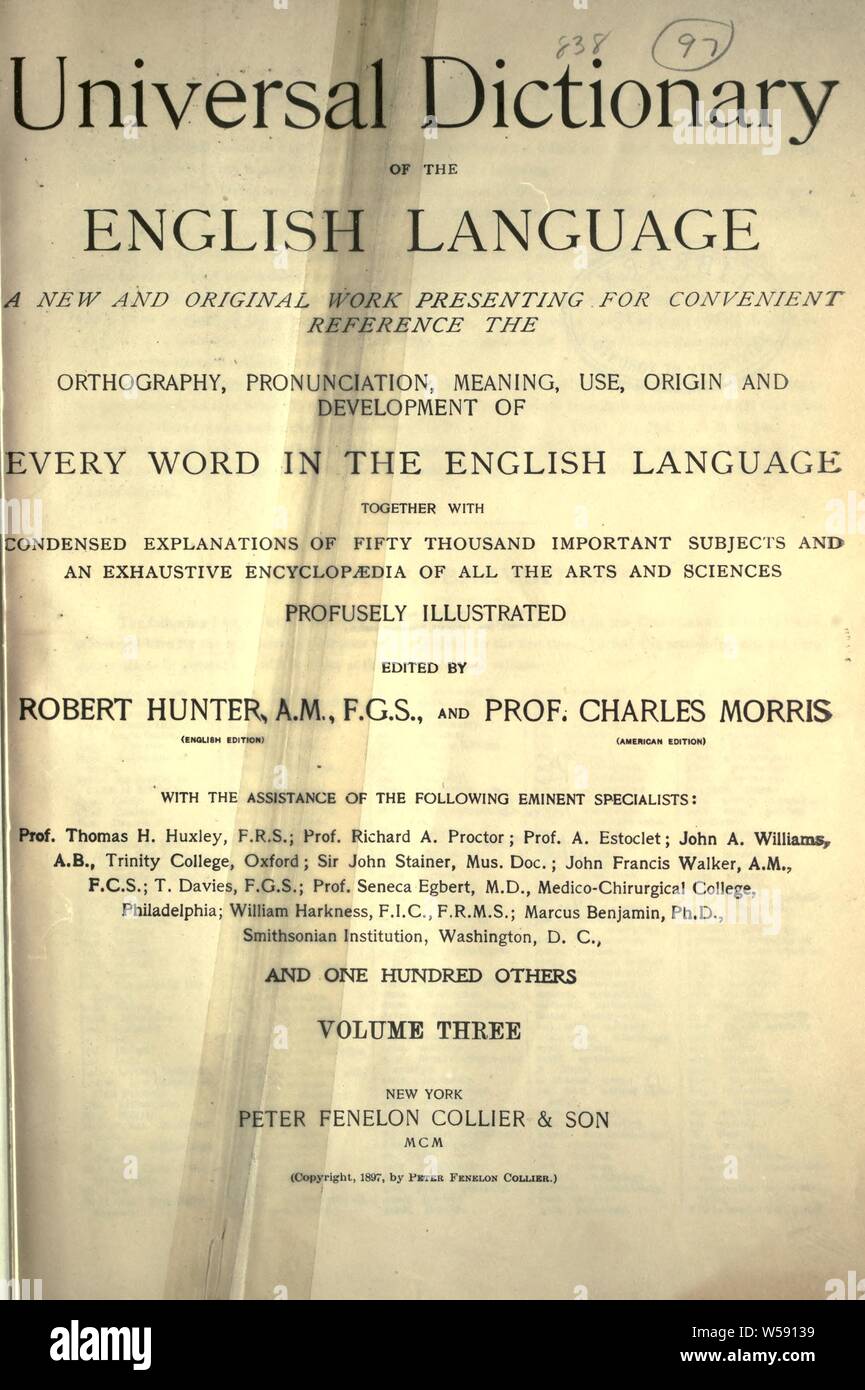 838 97
Universal Dictionary
OF THE
ENGLISH LANGUAGE
A NEW AND ORIGINAL WORK PRESENTING FOR CONVENIENT
REFERENCE THE
ORTHOGRAPHY, PRONUNCIATION, MEANING, USE, ORIGIN AND
DEVELOPMENT OF
EVERY WORD IN THE ENGLISH LANGUAGE
TOGETHER WITH
CONDENSED EXPLANATIONS OF FIFTY THOUSAND IMPORTANT SUBJECTS AND
AN EXHAUSTIVE ENCYCLOPÆDIA OF ALL THE ARTS AND SCIENCES
PROFUSELY ILLUSTRATED
EDITED BY
ROBERT HUNTER, A.M., F.G.S., AND PROF. CHARLES MORRIS
(ENGLISH EDITION) (AMERICAN EDITION)
WITH THE ASSISTANCE OF THE FOLLOWING EMINENT SPECIALISTS:
Prof. Thomas H. Huxley, F.R.S.; Prof. Richard A. Proctor; Prof. A. Estoclet; John A. Williams,
A.B., Trinity College, Oxford; Sir John Stainer, Mus. Doc.; John Francis Walker, A.M.,
F.C.S.; T. Davies, F.G.S.; Prof. Seneca Egbert, M.D., Medico-Chirurgical College,
Philadelphia; William Harkness, F.I.C., F.R.M.S.; Marcus Benjamin, Ph.D.,
Smithsonian Institution, Washington, D. C.,
AND ONE HUNDRED OTHERS
VOLUME THREE
NEW YORK
PETER FENELON COLLIER & SON
MCM
(Copyright, 1897, by PETER FENELON COLLIER.)
alamy
a
alamy
Image ID: W59139
www.alamy.com